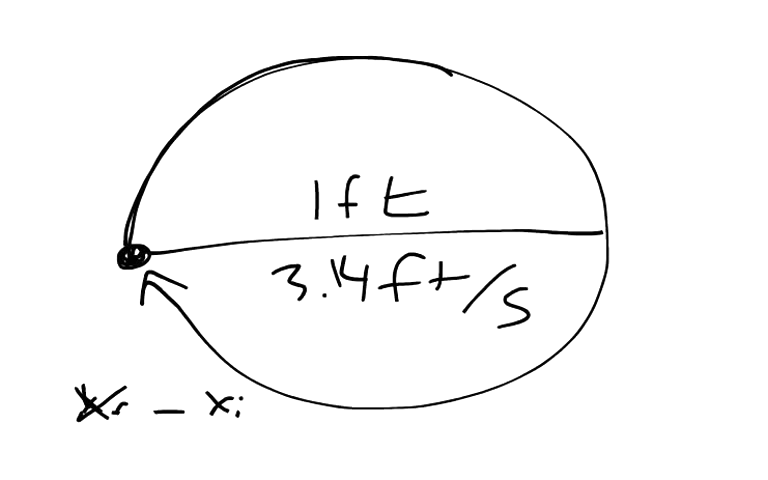 1ft
3.14ft/s
xf - xi